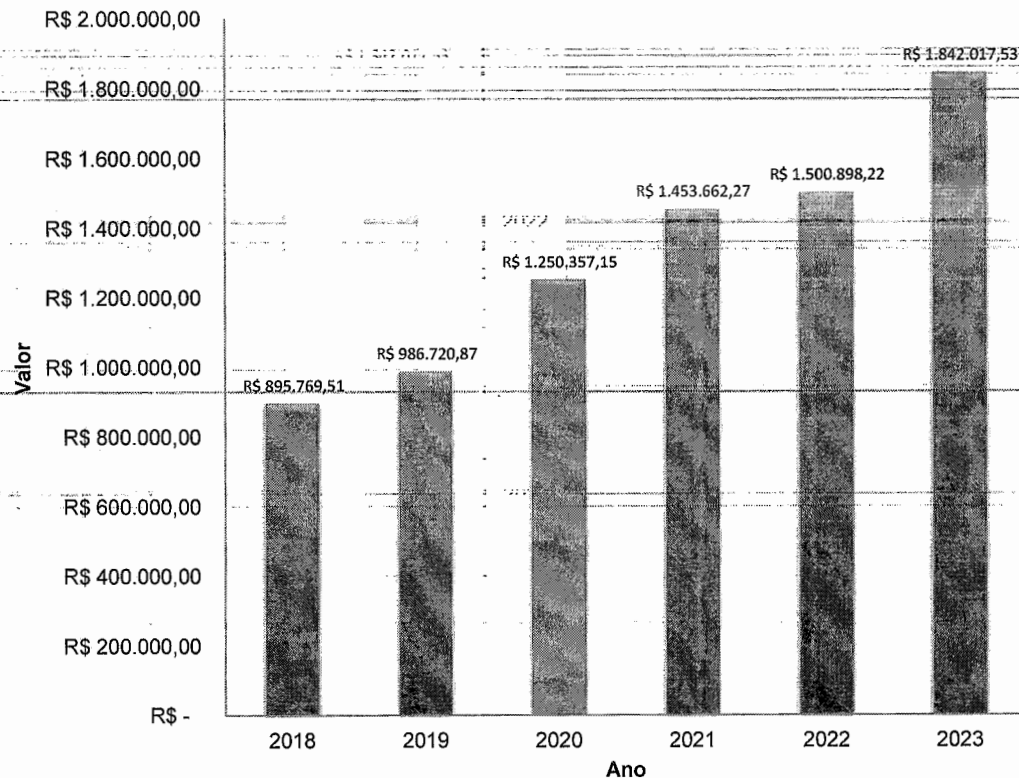 R$ 2.000.000,00
R$ 1.842.017,53
R$ 1.800.000,00
R$ 1.600.000,00
R$ 1.500.898,22
R$ 1.453.662,27
2022
R$ 1.400.000,00
R$ 1.250,357,15
R$ 1.200.000,00
R$ 986.720,87
R$ 1.000.000,00
Valor
R$ 895.769,51
R$ 800.000,00
R$ 600.000,00
R$ 400.000,00
R$ 200.000,00
R$ -
2018 2019 2020 2021 2022 2023
Ano